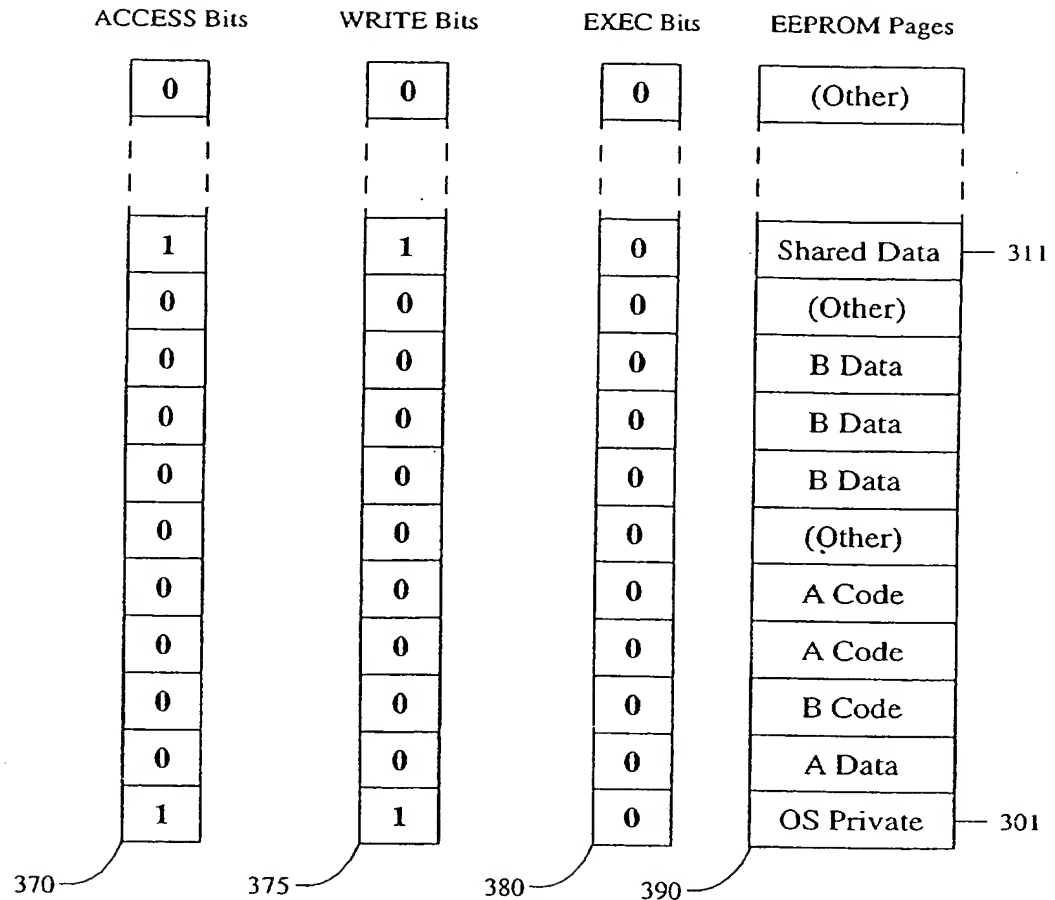 ACCESS Bits WRITE Bits EXEC Bits EEPROM Pages
0 0 0 (Other)
1 1 0 Shared Data 311
0 0 0 (Other)
0 0 0 B Data
0 0 0 B Data
0 0 0 B Data
0 0 0 (Other)
0 0 0 A Code
0 0 0 A Code
0 0 0 B Code
0 0 0 A Data
1 1 0 OS Private 301
370 375 380 390